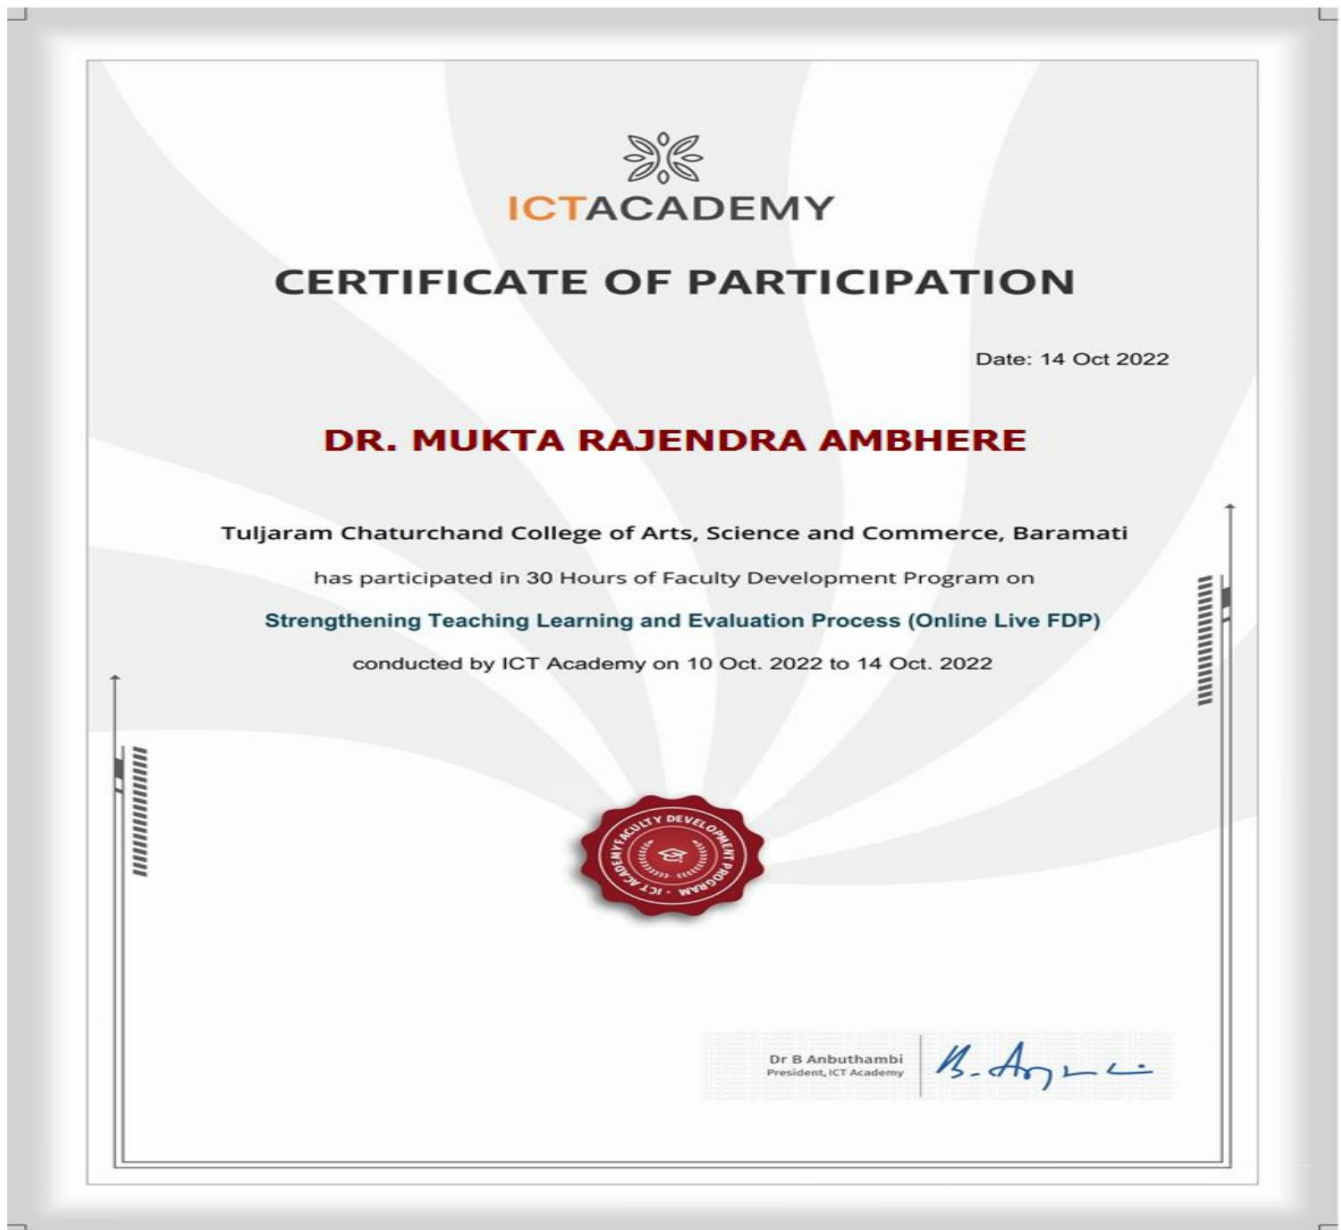 ICTACADEMY
CERTIFICATE OF PARTICIPATION
Date: 14 Oct 2022
DR. MUKTA RAJENDRA AMBHERE
Tuljaram Chaturchand College of Arts, Science and Commerce, Baramati
has participated in 30 Hours of Faculty Development Program on
Strengthening Teaching Learning and Evaluation Process (Online Live FDP)
conducted by ICT Academy on 10 Oct. 2022 to 14 Oct. 2022
FACULTY DEVELOPMENT PROGRAM · ICT ACADEMY
Dr B Anbuthambi
President, ICT Academy